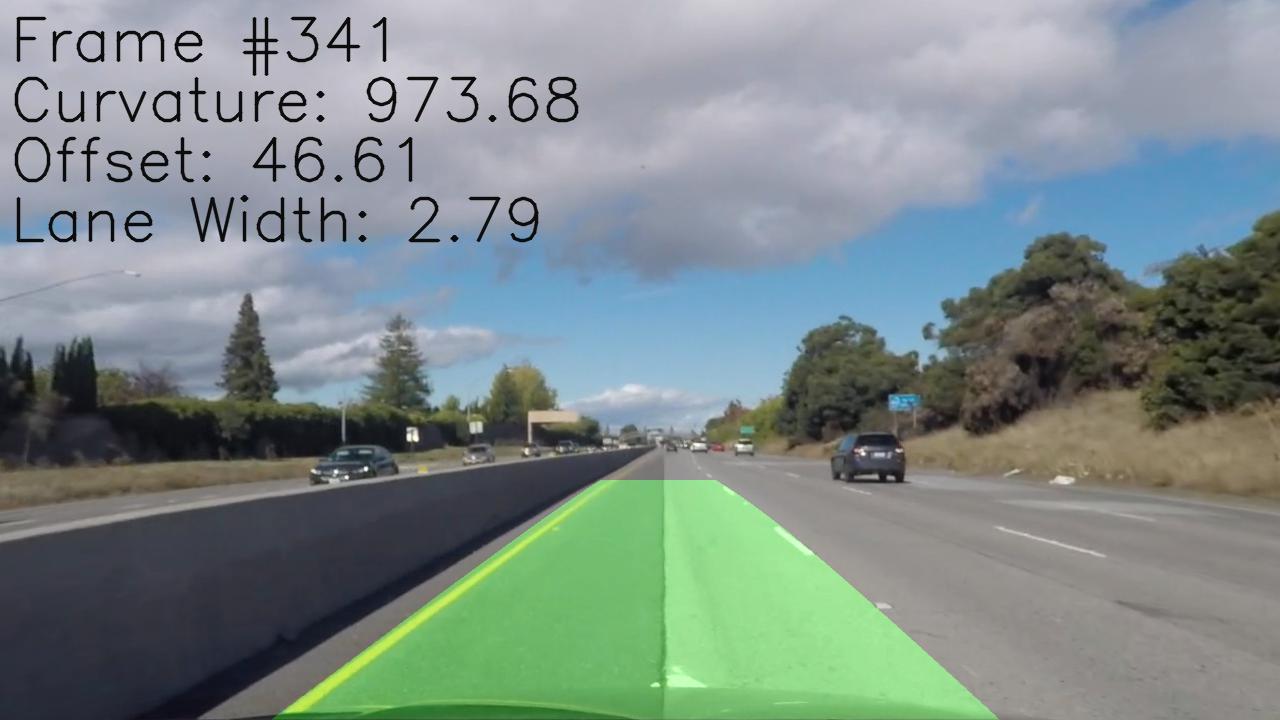 Frame #341
Curvature: 973.68
Offset: 46.61
Lane Width: 2.79